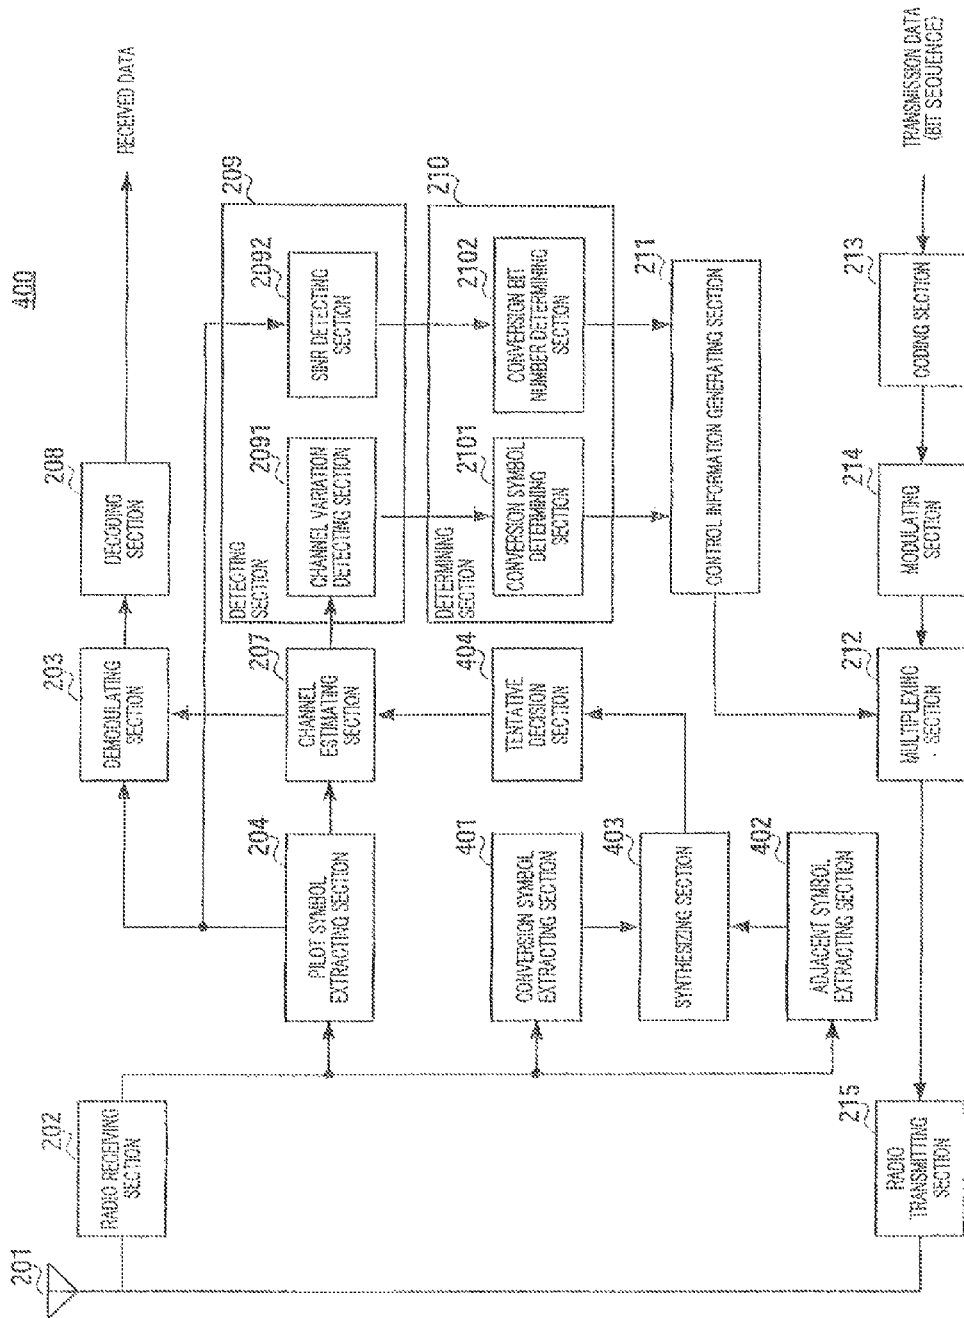 400
201
202
RADIO RECEIVING
SECTION
203
DEMODULATING
SECTION
208
DECODING
SECTION
RECEIVED DATA
204
PILOT SYMBOL
EXTRACTING SECTION
207
CHANNEL
ESTIMATING
SECTION
209
DETECTING
SECTION
2091
CHANNEL VARIATION
DETECTING SECTION
2092
SINR DETECTING
SECTION
401
CONVERSION SYMBOL
EXTRACTING SECTION
404
TENTATIVE
DECISION
SECTION
210
DETERMINING
SECTION
2101
CONVERSION SYMBOL
DETERMINING
SECTION
2102
CONVERSION BIT
NUMBER DETERMINING
SECTION
403
SYNTHESIZING SECTION
211
CONTROL INFORMATION GENERATING SECTION
402
ADJACENT SYMBOL
EXTRACTING SECTION
215
RADIO
TRANSMITTING
SECTION
212
MULTIPLEXING
SECTION
214
MODULATING
SECTION
213
CODING SECTION
TRANSMISSION DATA
(BIT SEQUENCE)